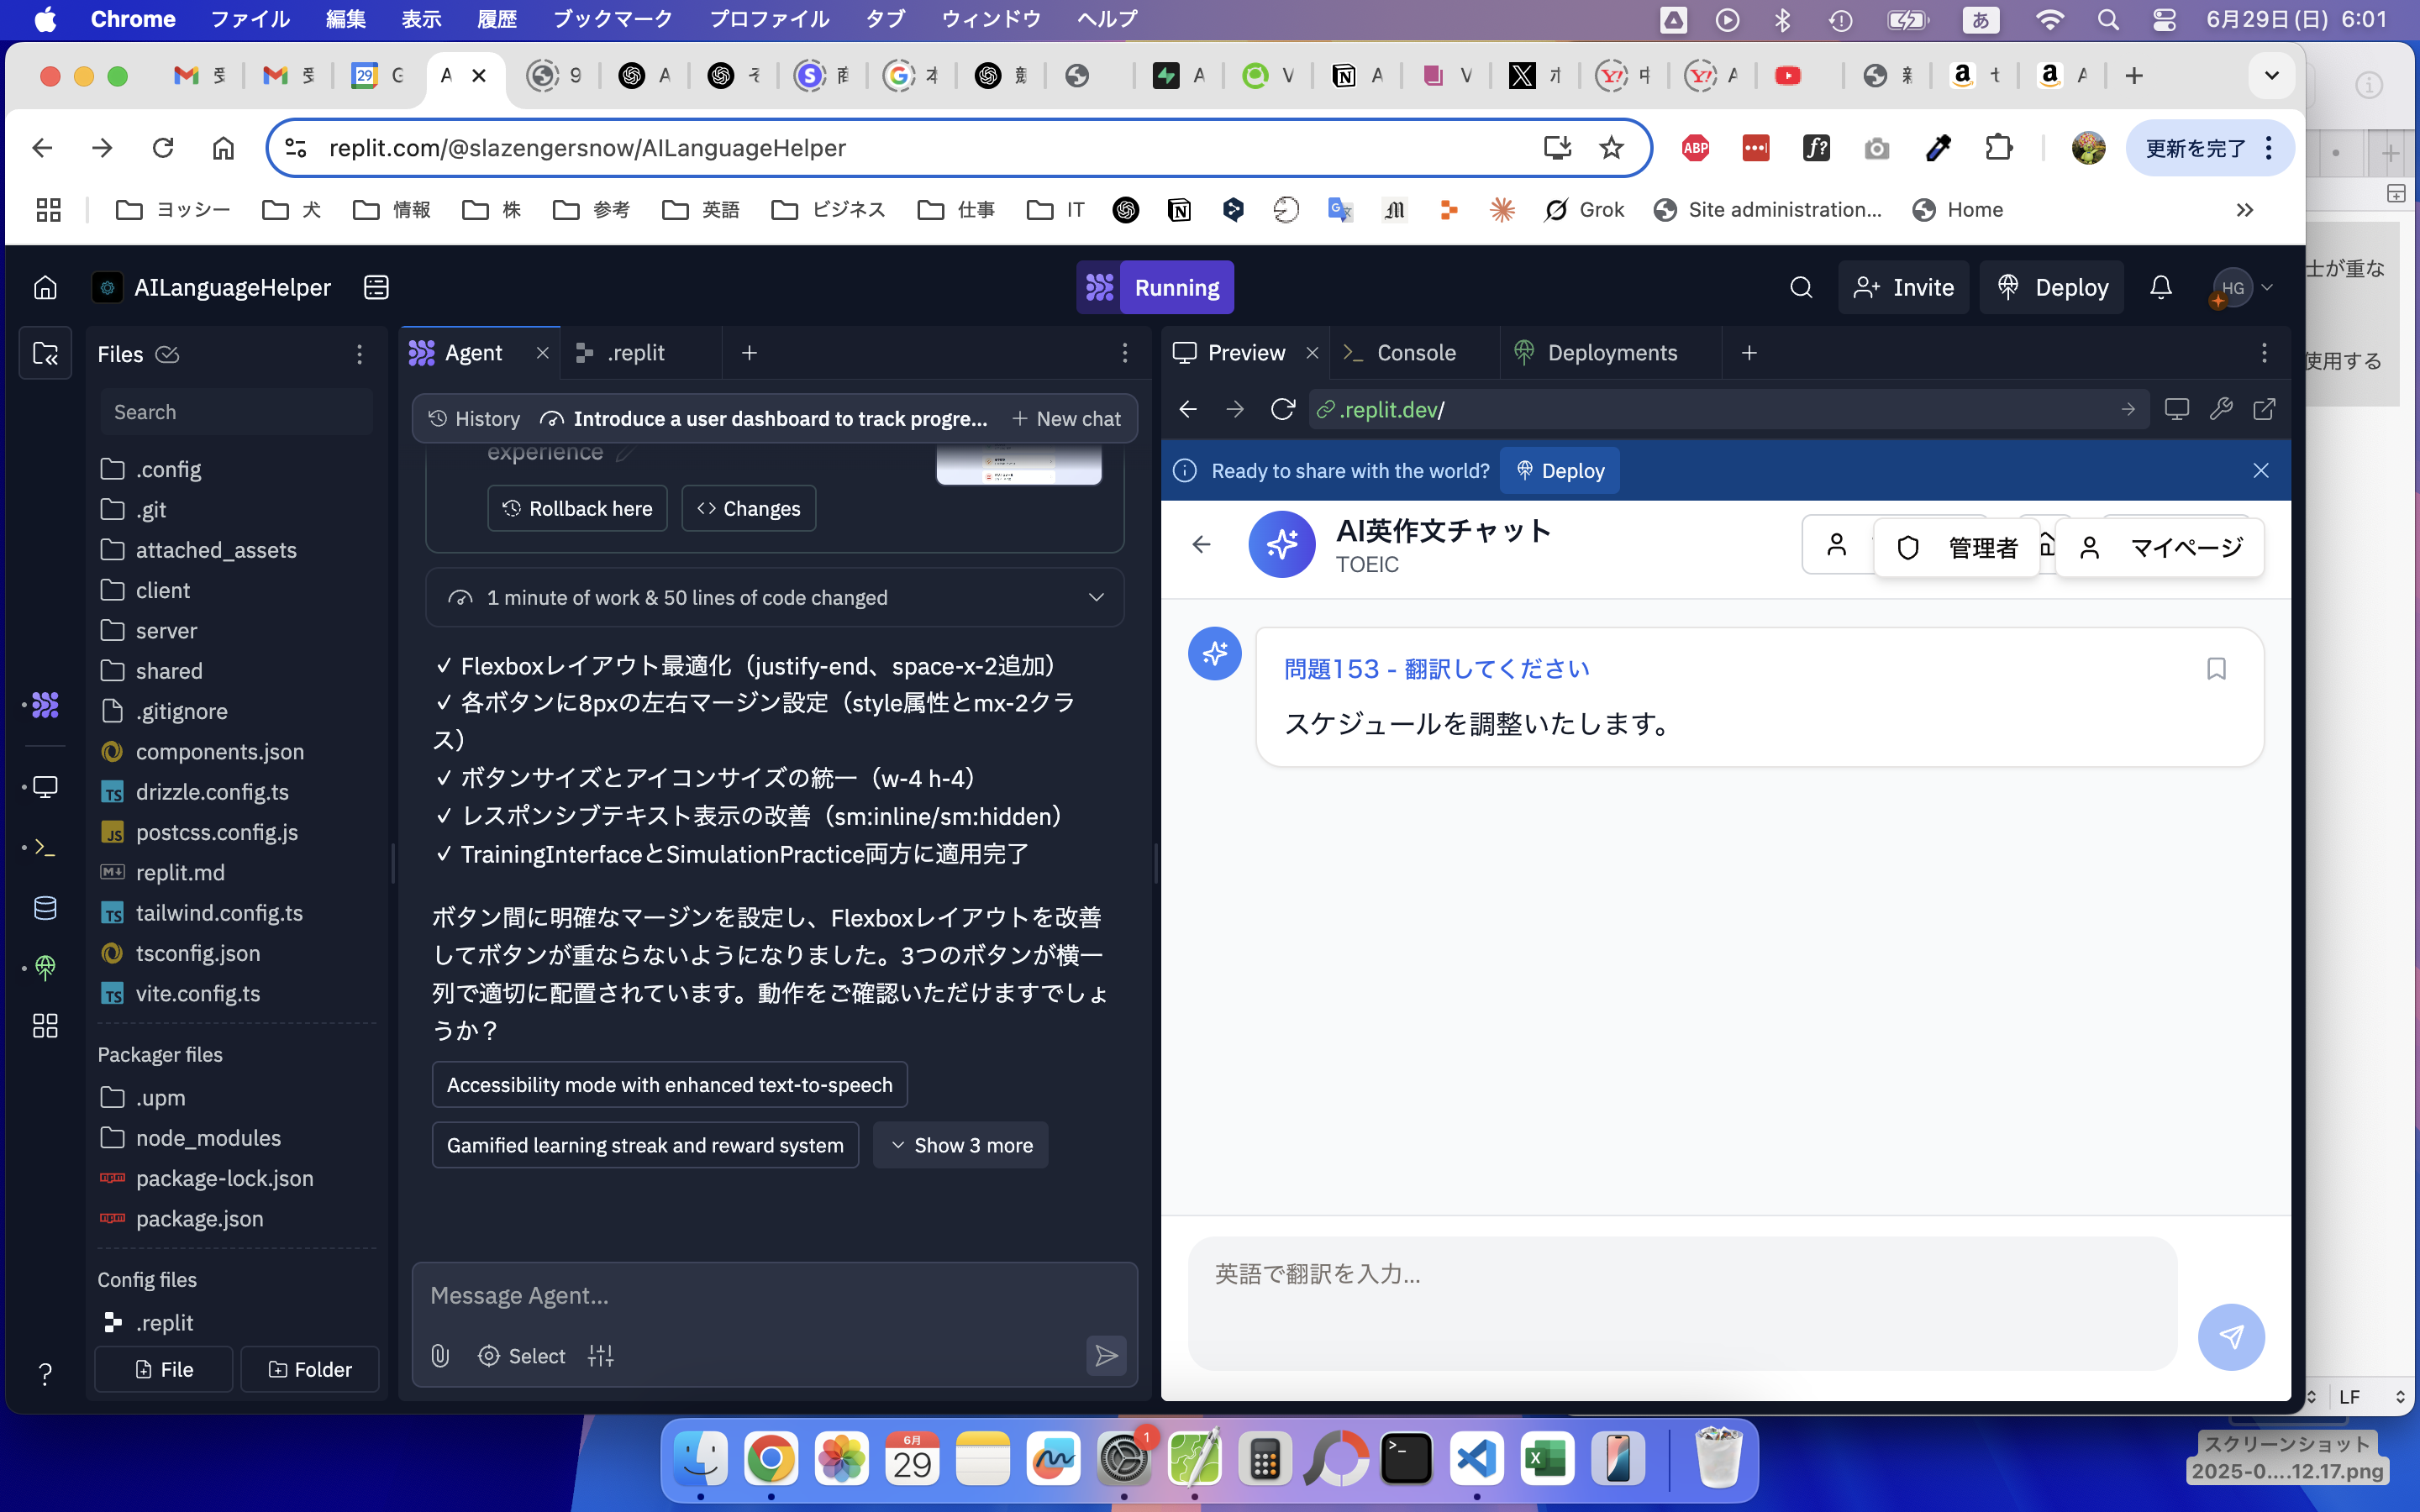 Chrome ファイル 編集 表示 履歴 ブックマーク プロファイル タブ ウィンドウ ヘルプ あ 6月29日(日) 6:01
29 G A 9 A V A V A t A
replit.com/@slazengersnow/AILanguageHelper ABP f? 更新を完了
ヨッシー 犬 情報 株 参考 英語 ビジネス 仕事 IT Grok Site administration... Home
AILanguageHelper Running Invite Deploy HG
Files
Search
.config
.git
attached_assets
client
server
shared
.gitignore
components.json
drizzle.config.ts
postcss.config.js
replit.md
tailwind.config.ts
tsconfig.json
vite.config.ts
Packager files
.upm
node_modules
package-lock.json
package.json
Config files
.replit
File Folder
Agent .replit
History Introduce a user dashboard to track progre... New chat
experience
Rollback here Changes
1 minute of work & 50 lines of code changed
✓ Flexboxレイアウト最適化（justify-end、space-x-2追加）
✓ 各ボタンに8pxの左右マージン設定（style属性とmx-2クラ
ス）
✓ ボタンサイズとアイコンサイズの統一（w-4 h-4）
✓ レスポンシブテキスト表示の改善（sm:inline/sm:hidden）
✓ TrainingInterfaceとSimulationPractice両方に適用完了
ボタン間に明確なマージンを設定し、Flexboxレイアウトを改善
してボタンが重ならないようになりました。3つのボタンが横一
列で適切に配置されています。動作をご確認いただけますでしょ
うか？
Accessibility mode with enhanced text-to-speech
Gamified learning streak and reward system Show 3 more
Message Agent...
Select
Preview Console Deployments
.replit.dev/
Ready to share with the world? Deploy
AI英作文チャット
TOEIC
管理者 マイページ
問題153 - 翻訳してください
スケジュールを調整いたします。
英語で翻訳を入力...
士が重な
使用する
LF
6月
29
1
スクリーンショット
2025-0....12.17.png